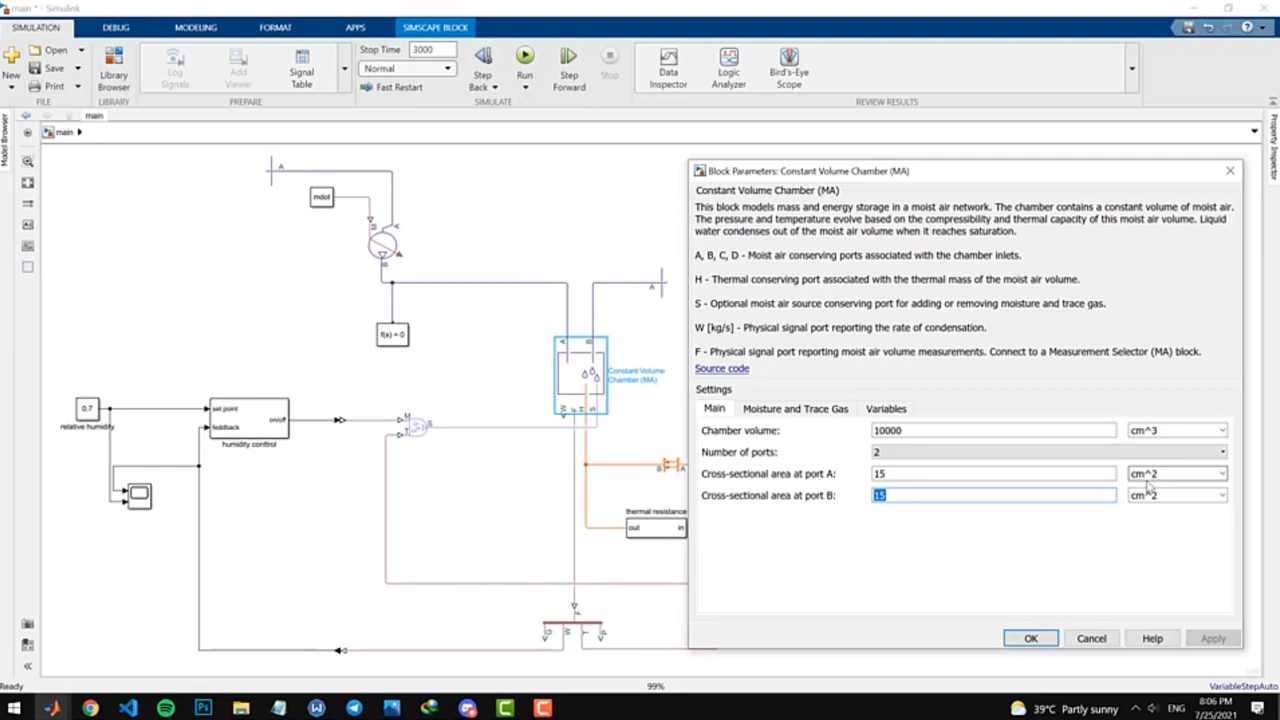 main * - Simulink
SIMULATION
DEBUG
MODELING
FORMAT
APPS
SIMSCAPE BLOCK
New
Open
Save
Print
FILE
Library
Browser
LIBRARY
Log
Signals
Add
Viewer
Signal
Table
PREPARE
Stop Time 3000
Normal
Fast Restart
Step
Back
Run
Step
Forward
Stop
SIMULATE
Data
Inspector
Logic
Analyzer
Bird's-Eye
Scope
REVIEW RESULTS
Model Browser
main
main
Property Inspector
A
mdot
M
A
B
A
f(x) = 0
A
B
Constant Volume
Chamber (MA)
W
F
H
S
0.7
relative humidity
set point
feddback
on/off
humidity control
M
T
S
B
A
thermal resistance
out
in
F
G
W
T
P
Block Parameters: Constant Volume Chamber (MA)
Constant Volume Chamber (MA)
This block models mass and energy storage in a moist air network. The chamber contains a constant volume of moist air.
The pressure and temperature evolve based on the compressibility and thermal capacity of this moist air volume. Liquid
water condenses out of the moist air volume when it reaches saturation.
A, B, C, D - Moist air conserving ports associated with the chamber inlets.
H - Thermal conserving port associated with the thermal mass of the moist air volume.
S - Optional moist air source conserving port for adding or removing moisture and trace gas.
W [kg/s] - Physical signal port reporting the rate of condensation.
F - Physical signal port reporting moist air volume measurements. Connect to a Measurement Selector (MA) block.
Source code
Settings
Main
Moisture and Trace Gas
Variables
Chamber volume: 10000 cm^3
Number of ports: 2
Cross-sectional area at port A: 15 cm^2
Cross-sectional area at port B: 15 cm^2
OK
Cancel
Help
Apply
Ready
99%
VariableStepAuto
39°C Partly sunny
ENG
8:06 PM
7/25/2021